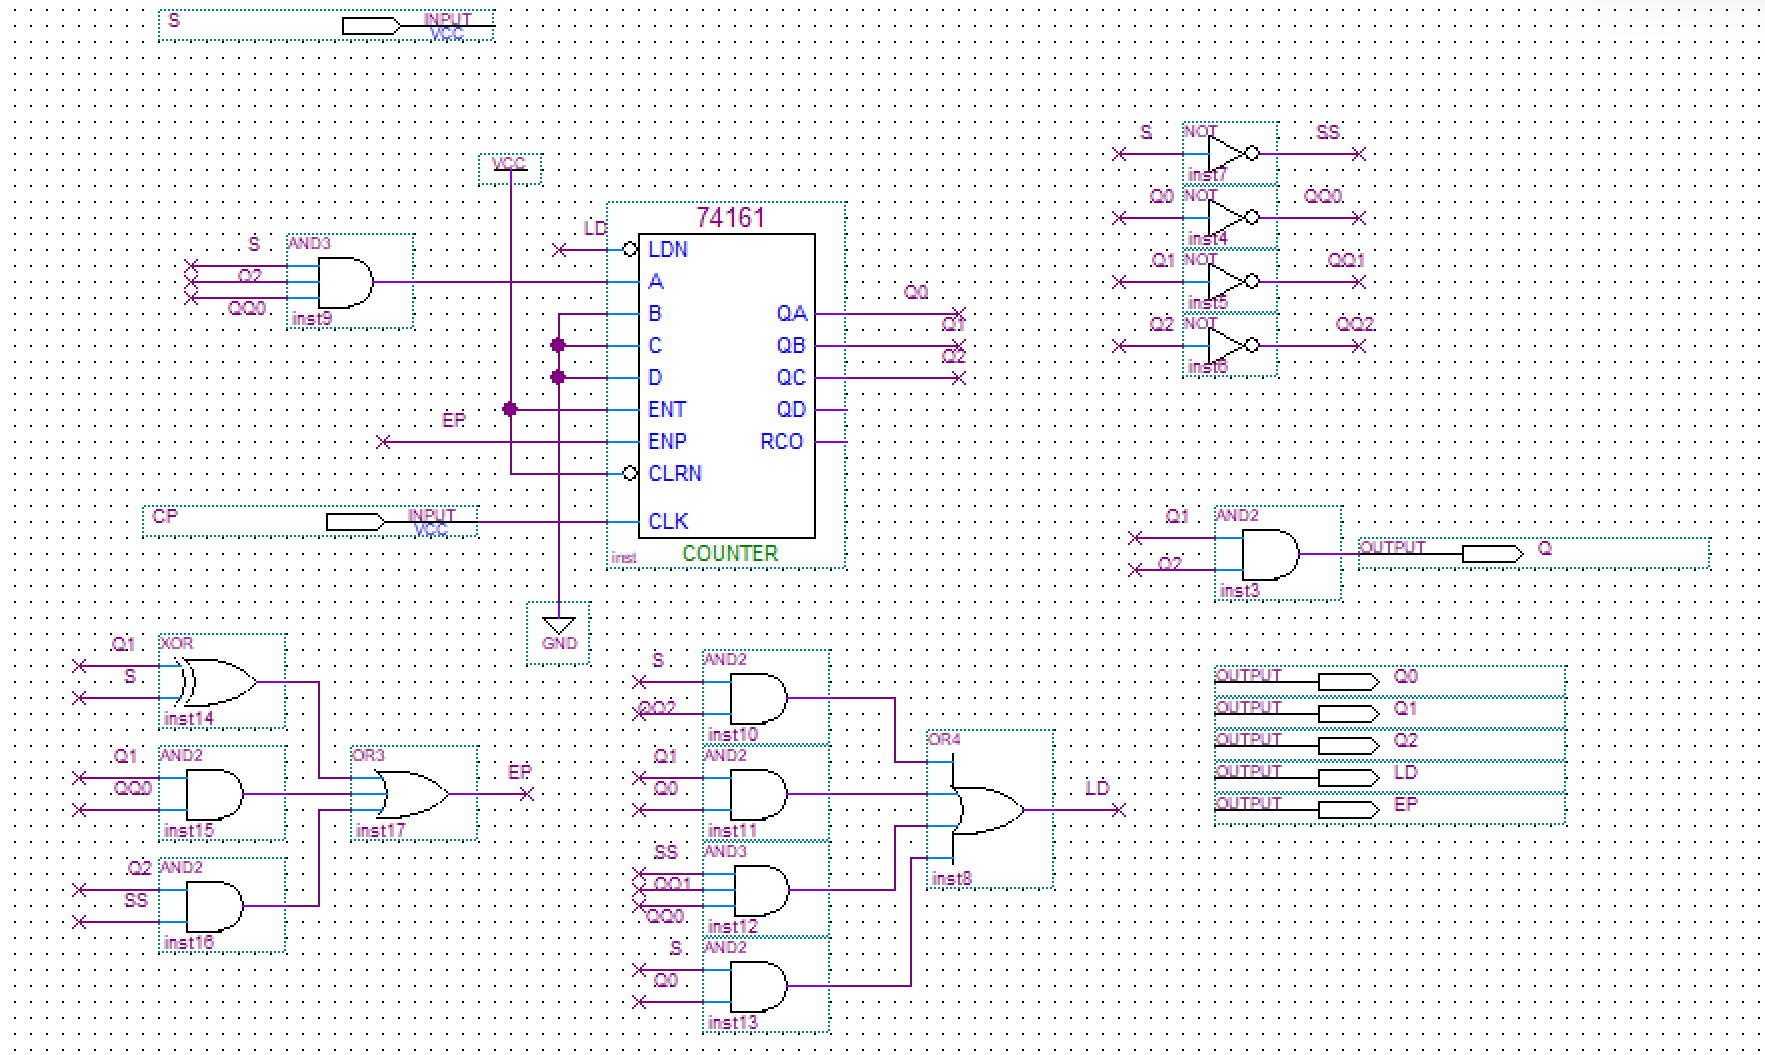 S
INPUT
VCC
VCC
LD
74161
LDN
A
B
C
D
ENT
ENP
CLRN
CLK
QA
QB
QC
QD
RCO
inst
COUNTER
S
Q2
QQ0
AND3
inst9
EP
CP
INPUT
VCC
GND
Q0
Q1
Q2
S
NOT
SS
inst7
Q0
NOT
QQ0
inst4
Q1
NOT
QQ1
inst5
Q2
NOT
QQ2
inst6
Q1
Q2
AND2
inst3
OUTPUT
Q
Q1
S
XOR
inst14
Q1
QQ0
AND2
inst15
Q2
SS
AND2
inst16
OR3
inst17
EP
S
QQ2
AND2
inst10
Q1
Q0
AND2
inst11
SS
QQ1
QQ0
AND3
inst12
S
Q0
AND2
inst13
OR4
inst8
LD
OUTPUT Q0
OUTPUT Q1
OUTPUT Q2
OUTPUT LD
OUTPUT EP